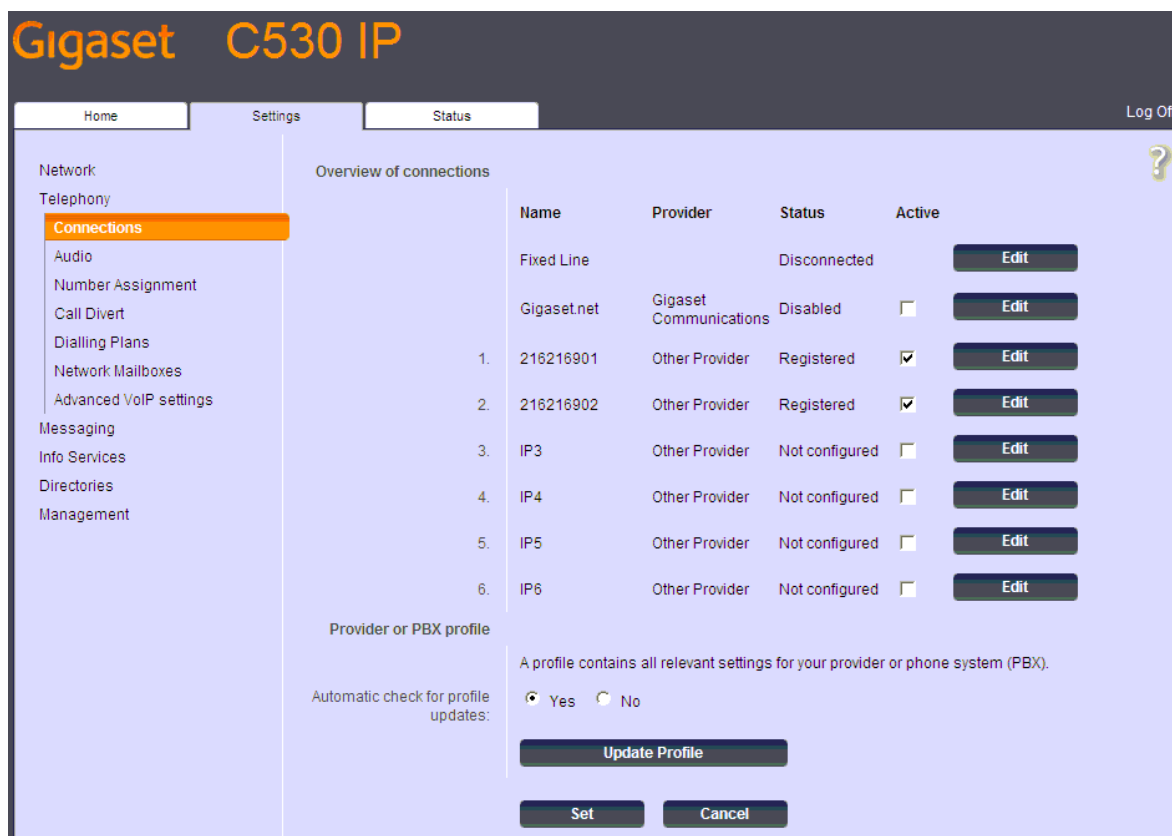 Gigaset C530 IP
Home Settings Status Log Of
Network
Telephony
Connections
Audio
Number Assignment
Call Divert
Dialling Plans
Network Mailboxes
Advanced VoIP settings
Messaging
Info Services
Directories
Management
Overview of connections
Name Provider Status Active
Fixed Line Disconnected Edit
Gigaset.net Gigaset Communications Disabled Edit
1. 216216901 Other Provider Registered Edit
2. 216216902 Other Provider Registered Edit
3. IP3 Other Provider Not configured Edit
4. IP4 Other Provider Not configured Edit
5. IP5 Other Provider Not configured Edit
6. IP6 Other Provider Not configured Edit
Provider or PBX profile
A profile contains all relevant settings for your provider or phone system (PBX).
Automatic check for profile
updates:
Yes No
Update Profile
Set Cancel
?